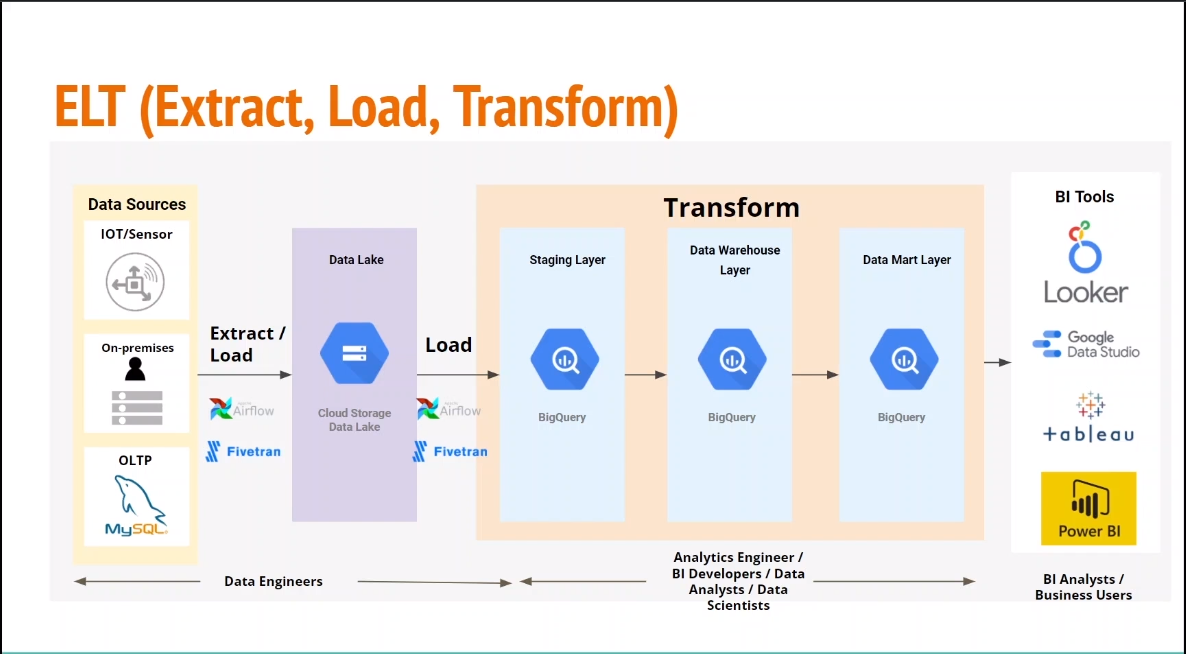 ELT (Extract, Load, Transform)
Data Sources
IOT/Sensor
On-premises
OLTP
MySQL
Extract /
Load
Airflow
Fivetran
Data Lake
Cloud Storage
Data Lake
Load
Airflow
Fivetran
Transform
Staging Layer
BigQuery
Data Warehouse
Layer
BigQuery
Data Mart Layer
BigQuery
BI Tools
Looker
Google
Data Studio
+ableau
Power BI
Data Engineers
Analytics Engineer /
BI Developers / Data
Analysts / Data
Scientists
BI Analysts /
Business Users